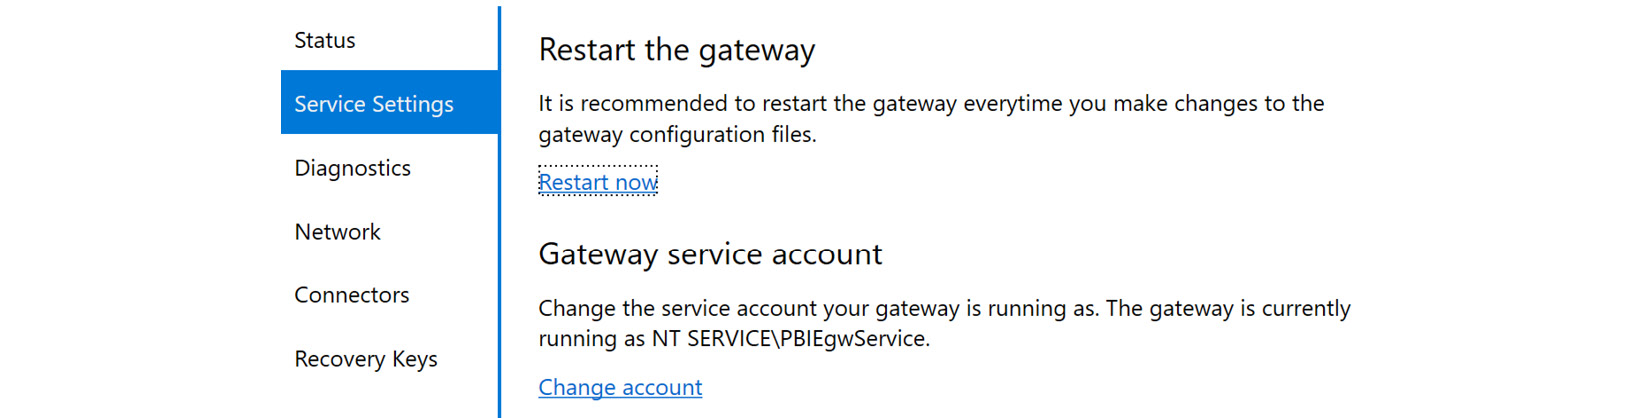 Status
Service Settings
Diagnostics
Network
Connectors
Recovery Keys
Restart the gateway
It is recommended to restart the gateway everytime you make changes to the
gateway configuration files.
Restart now
Gateway service account
Change the service account your gateway is running as. The gateway is currently
running as NT SERVICE\PBIEgwService.
Change account